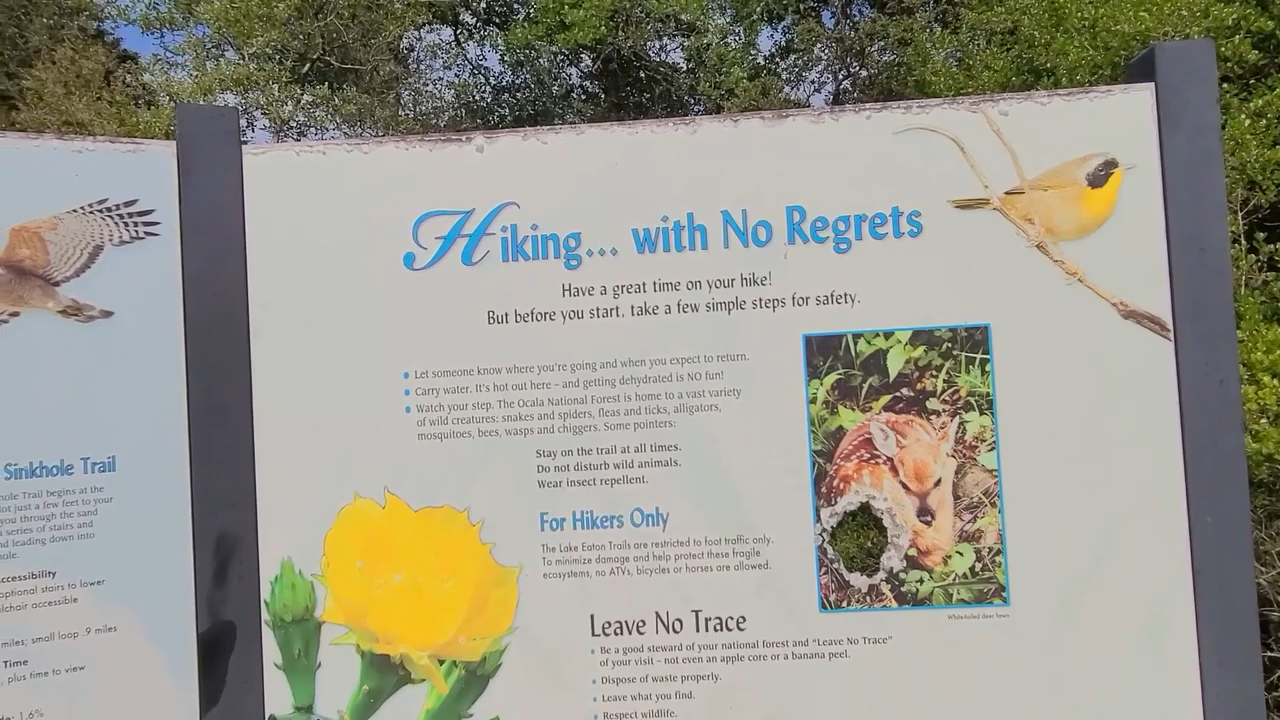 Sinkhole Trail
Trail begins at the
just a few feet to your
you through the sand
series of stairs and
leading down into
optional stairs to lower
accessible
miles; small loop .9 miles
Time
, plus time to view
1.6%
Hiking... with No Regrets
Have a great time on your hike!
But before you start, take a few simple steps for safety.
• Let someone know where you're going and when you expect to return.
• Carry water. It's hot out here – and getting dehydrated is NO fun!
• Watch your step. The Ocala National Forest is home to a vast variety
of wild creatures: snakes and spiders, fleas and ticks, alligators,
mosquitoes, bees, wasps and chiggers. Some pointers:
Stay on the trail at all times.
Do not disturb wild animals.
Wear insect repellent.
For Hikers Only
The Lake Eaton Trails are restricted to foot traffic only.
To minimize damage and help protect these fragile
ecosystems, no ATVs, bicycles or horses are allowed.
White-tailed deer fawn
Leave No Trace
• Be a good steward of your national forest and “Leave No Trace”
of your visit – not even an apple core or a banana peel.
• Dispose of waste properly.
• Leave what you find.
• Respect wildlife.